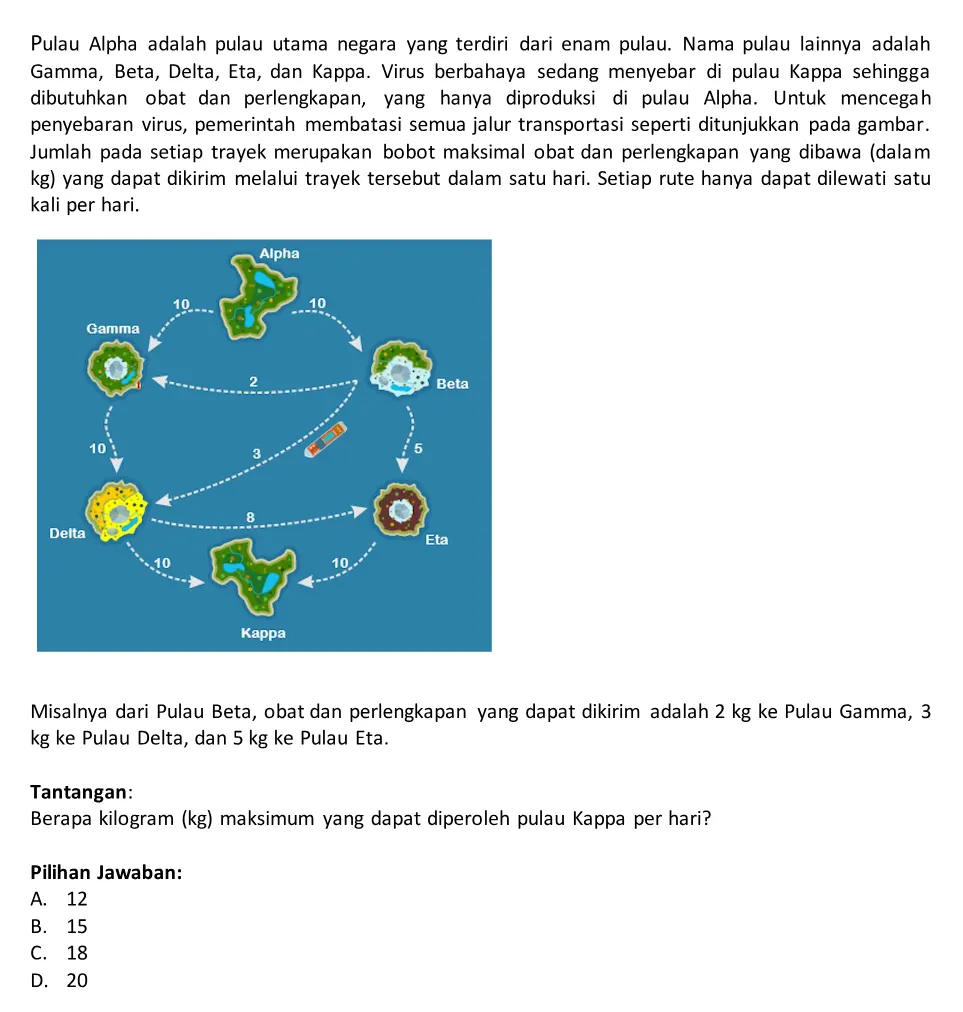 Pulau Alpha adalah pulau utama negara yang terdiri dari enam pulau. Nama pulau lainnya adalah
Gamma, Beta, Delta, Eta, dan Kappa. Virus berbahaya sedang menyebar di pulau Kappa sehingga
dibutuhkan obat dan perlengkapan, yang hanya diproduksi di pulau Alpha. Untuk mencegah
penyebaran virus, pemerintah membatasi semua jalur transportasi seperti ditunjukkan pada gambar.
Jumlah pada setiap trayek merupakan bobot maksimal obat dan perlengkapan yang dibawa (dalam
kg) yang dapat dikirim melalui trayek tersebut dalam satu hari. Setiap rute hanya dapat dilewati satu
kali per hari.
Alpha
10 10
Gamma
2 Beta
10 3 5
8
Delta Eta
10 10
Kappa
Misalnya dari Pulau Beta, obat dan perlengkapan yang dapat dikirim adalah 2 kg ke Pulau Gamma, 3
kg ke Pulau Delta, dan 5 kg ke Pulau Eta.
Tantangan:
Berapa kilogram (kg) maksimum yang dapat diperoleh pulau Kappa per hari?
Pilihan Jawaban:
A. 12
B. 15
C. 18
D. 20